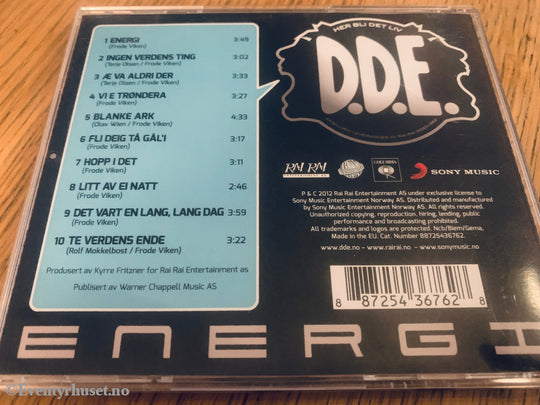 1 ENERGI 3:49
(Frode Viken)
2 INGEN VERDENS TING 3:02
(Terje Olsen / Frode Viken)
3 Æ VA ALDRI DER 3:33
(Terje Olsen / Frode Viken)
4 VI E TRØNDERA 3:27
(Frode Viken)
5 BLANKE ARK 4:33
(Olav Wien / Frode Viken)
6 FLI DEIG TÅ GÅL'I 3:17
(Frode Viken)
7 HOPP I DET 3:11
(Frode Viken)
8 LITT AV EI NATT 2:46
(Frode Viken)
9 DET VART EN LANG, LANG DAG 3:59
(Frode Viken)
10 TE VERDENS ENDE 3:22
(Rolf Mokkelbost / Frode Viken)
Produsert av Kyrre Fritzner for Rai Rai Entertainment as
Publisert av Warner Chappell Music AS
HER BLI DET LIV
D.D.E.
RAI RAI
COLUMBIA
SONY MUSIC
P & C 2012 Rai Rai Entertainment AS under exclusive license to
Sony Music Entertainment Norway AS. Distributed and manufactured
by Sony Music Entertainment Norway AS. All rights reserved.
Unauthorized copying, reproduction, hiring, lending, public
performance and broadcasting prohibited.
All trademarks and logos are protected. Ncb/Biem/Gema.
Made in the EU. Cat. Number 88725436762.
www.dde.no - www.rairai.no - www.sonymusic.no
8 87254 36762 8
ENERGI
©Eventyrhuset.no